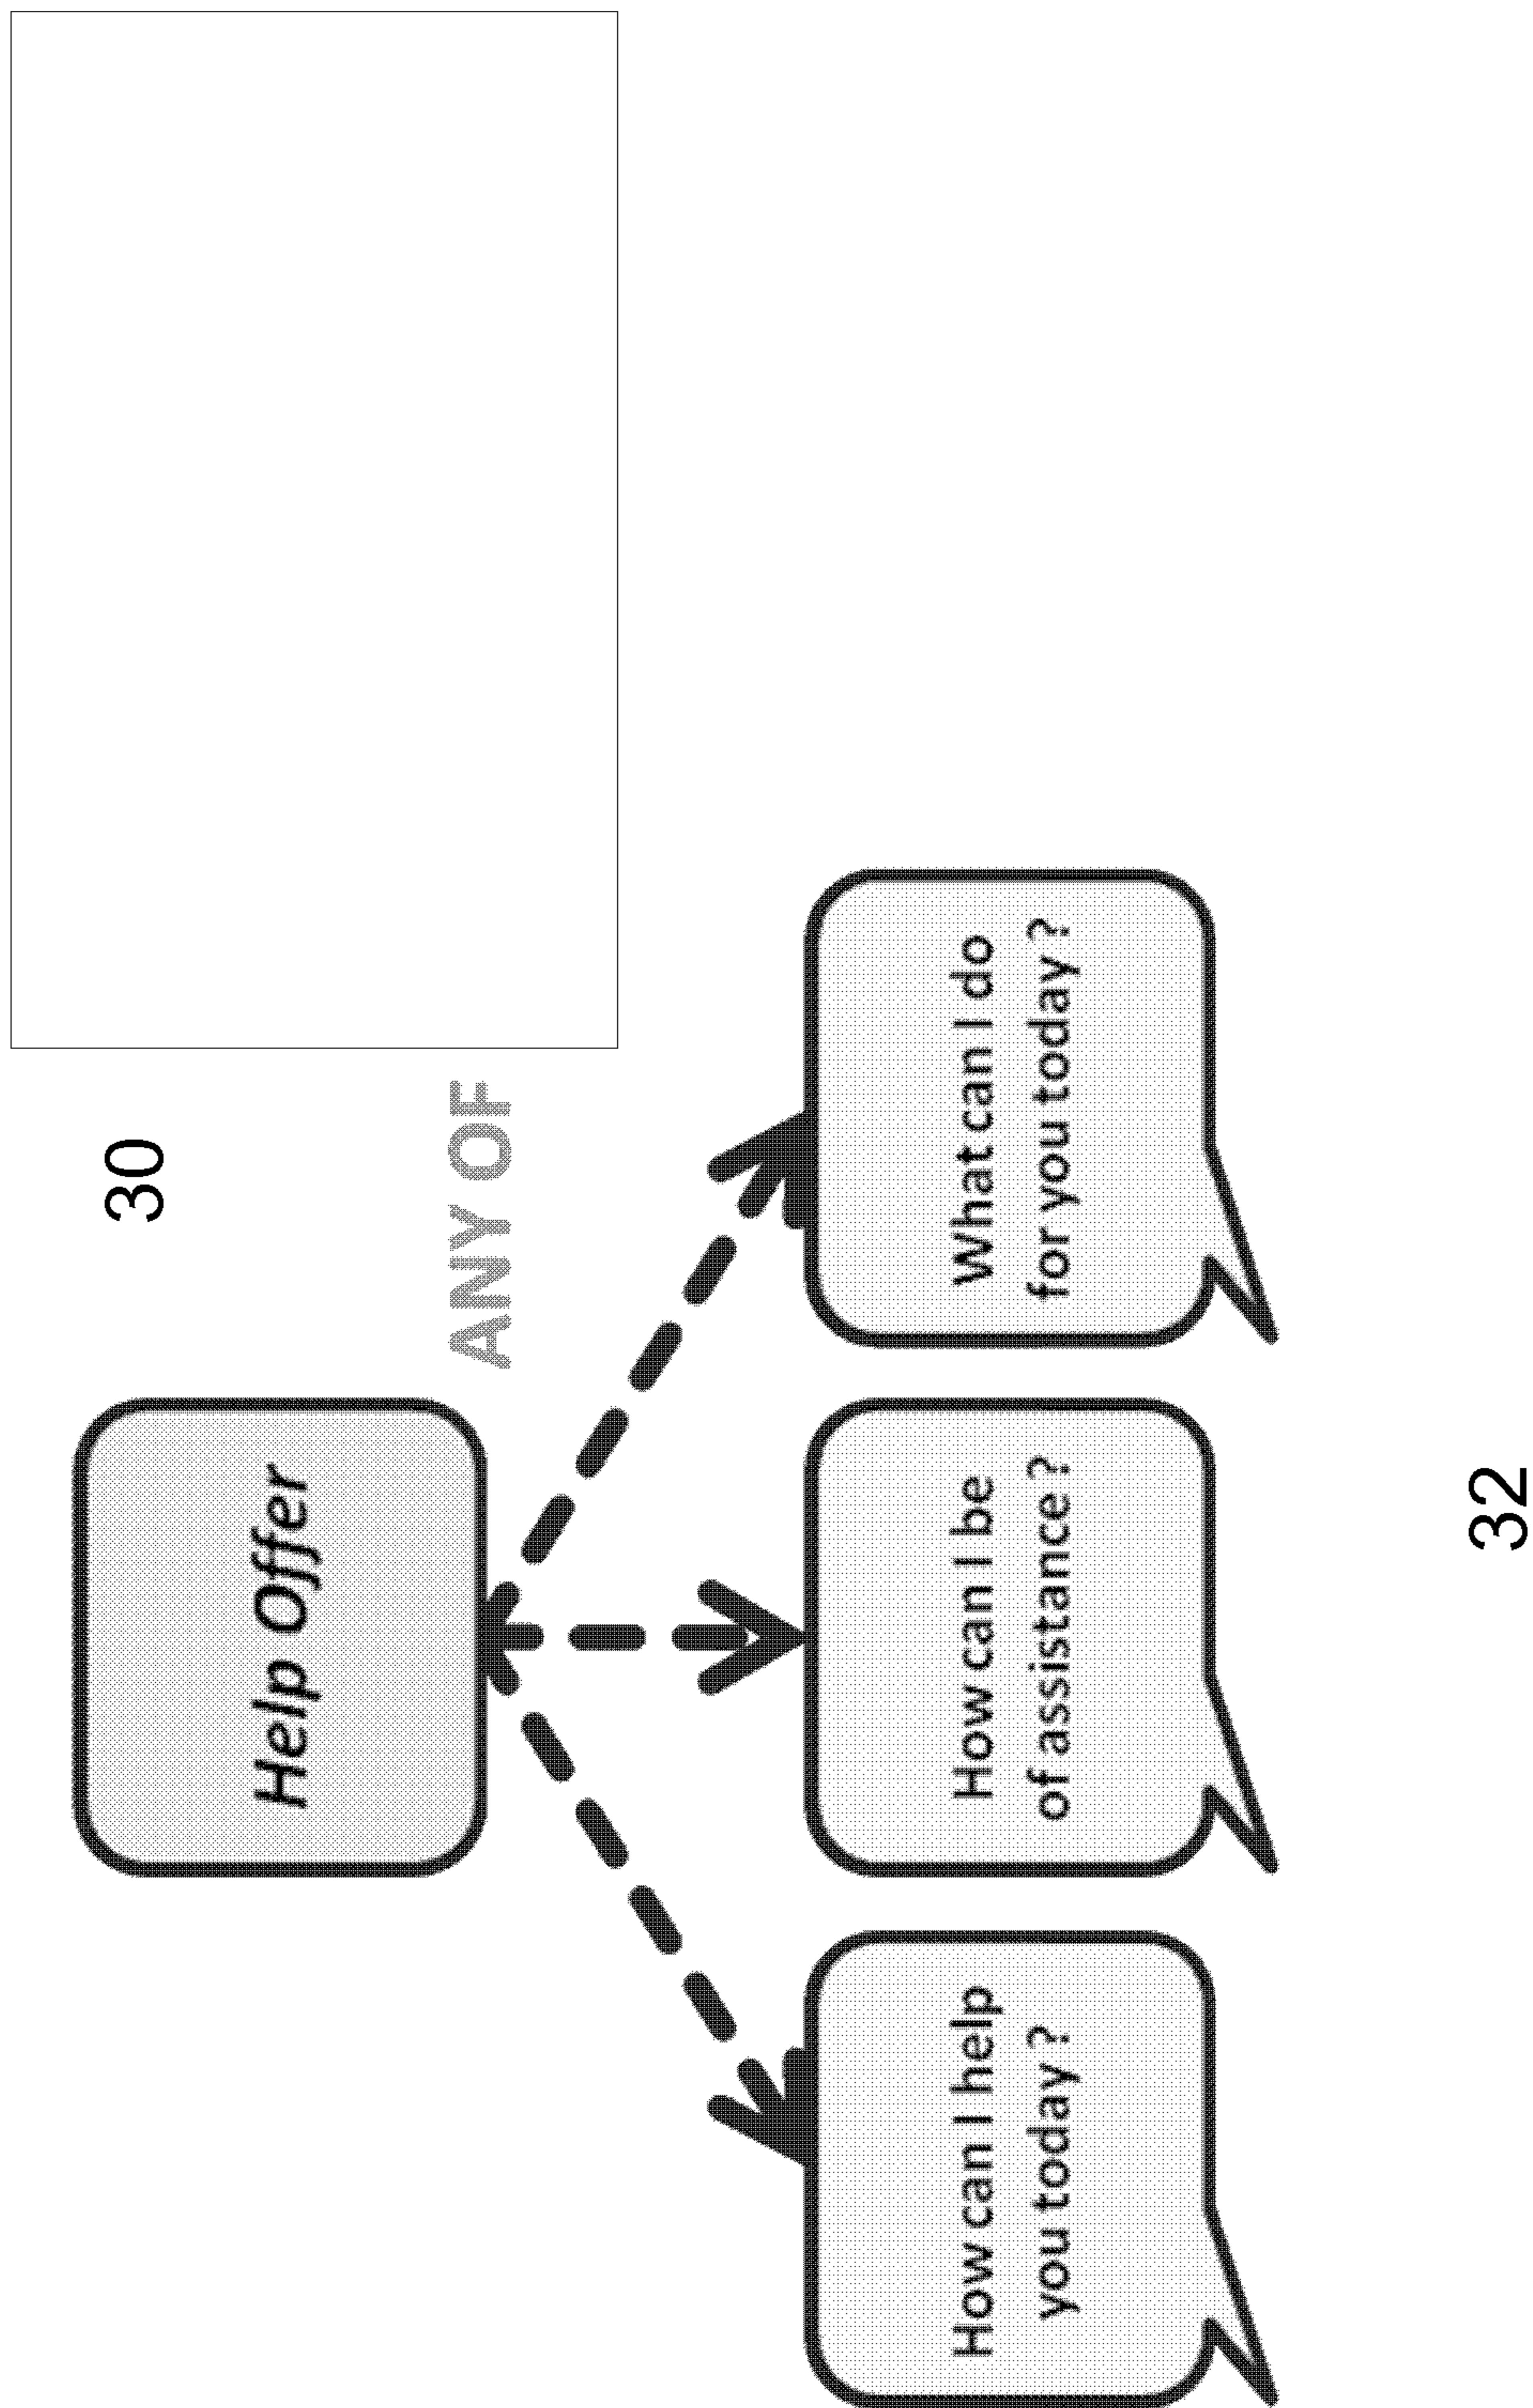 30
Help Offer
ANY OF
How can I help
you today ?
How can I be
of assistance ?
What can I do
for you today ?
32